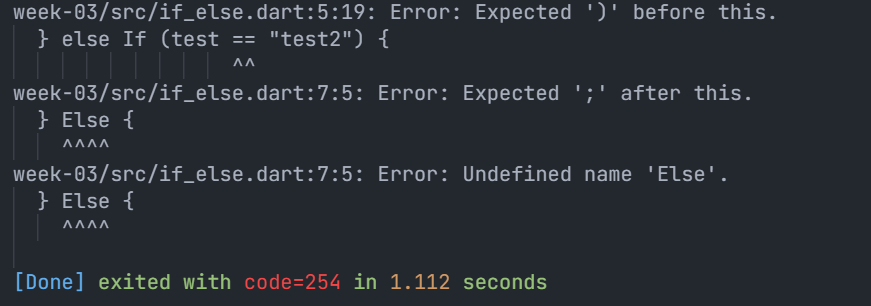 week-03/src/if_else.dart:5:19: Error: Expected ')' before this.
  } else If (test == "test2") {
                  ^^
week-03/src/if_else.dart:7:5: Error: Expected ';' after this.
  } Else {
    ^^^^
week-03/src/if_else.dart:7:5: Error: Undefined name 'Else'.
  } Else {
    ^^^^
[Done] exited with code=254 in 1.112 seconds